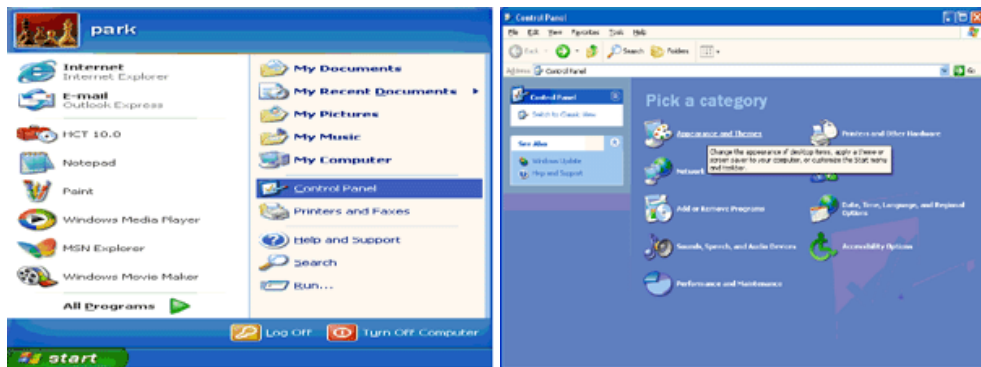 park
Internet
Internet Explorer
E-mail
Outlook Express
HCT 10.0
Notepad
Paint
Windows Media Player
MSN Explorer
Windows Movie Maker
All Programs
My Documents
My Recent Documents
My Pictures
My Music
My Computer
Control Panel
Printers and Faxes
Help and Support
Search
Run...
Log Off
Turn Off Computer
start
Control Panel
File Edit View Favorites Tools Help
Back
Search
Folders
Address
Control Panel
Go
Control Panel
Switch to Classic View
See Also
Windows Update
Help and Support
Pick a category
Appearance and Themes
Printers and Other Hardware
Change the appearance of desktop items, apply a theme or
screen saver to your computer, or customize the Start menu
and taskbar.
Network
Add or Remove Programs
Date, Time, Language, and Regional
Options
Sounds, Speech, and Audio Devices
Accessibility Options
Performance and Maintenance